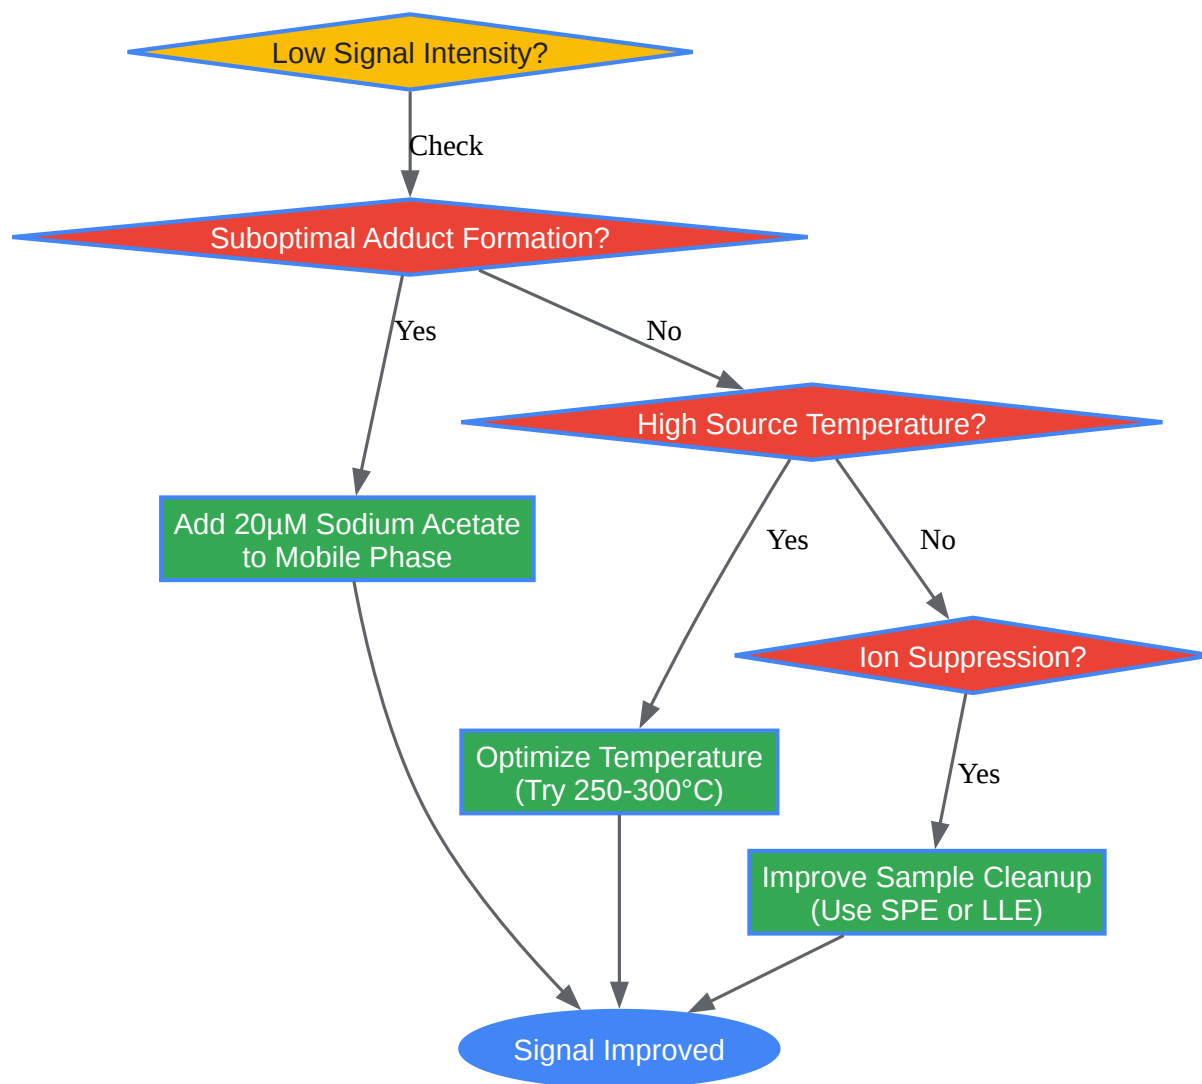 Low Signal Intensity?
Check
Suboptimal Adduct Formation?
Yes
No
High Source Temperature?
Add 20µM Sodium Acetate
to Mobile Phase
Yes
No
Ion Suppression?
Optimize Temperature
(Try 250-300°C)
Yes
Improve Sample Cleanup
(Use SPE or LLE)
Signal Improved